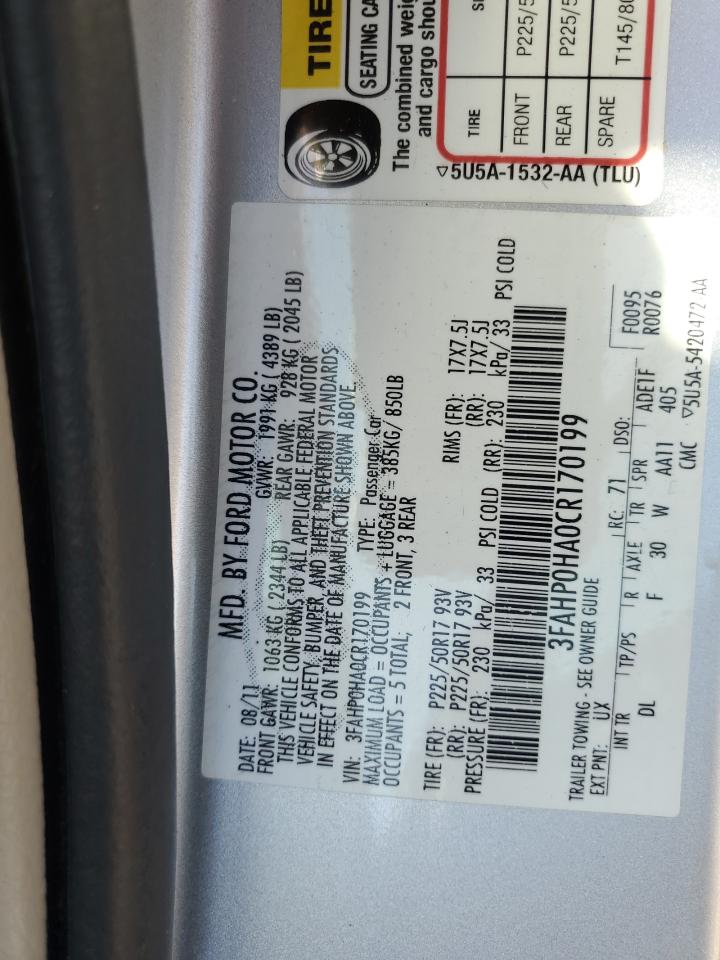 TIRE
SEATING CA
The combined weig
and cargo shou
TIRE SI
FRONT P225/5
REAR P225/5
SPARE T145/80
▽5U5A-1532-AA (TLU)
MFD. BY FORD MOTOR CO.
DATE: 08/11 GVWR: 1991 KG ( 4389 LB)
FRONT GAWR: 1063 KG ( 2344 LB) REAR GAWR: 928 KG ( 2045 LB)
THIS VEHICLE CONFORMS TO ALL APPLICABLE FEDERAL MOTOR
VEHICLE SAFETY, BUMPER, AND THEFT PREVENTION STANDARDS
IN EFFECT ON THE DATE OF MANUFACTURE SHOWN ABOVE.
VIN: 3FAHP0HA0CR170199 TYPE: Passenger Car
MAXIMUM LOAD = OCCUPANTS + LUGGAGE = 385KG/ 850LB
OCCUPANTS = 5 TOTAL; 2 FRONT, 3 REAR
TIRE (FR): P225/50R17 93V RIMS (FR): 17X7.5J
(RR): P225/50R17 93V (RR): 17X7.5J
PRESSURE (FR): 230 kPa/ 33 PSI COLD (RR): 230 kPa/ 33 PSI COLD
3FAHP0HA0CR170199
TRAILER TOWING - SEE OWNER GUIDE
EXT PNT: UX RC: 71 DSO: F0095
INT TR TP/PS R AXLE TR SPR ADE1F R0076
DL F 30 W AA11 405
CMC ▽5U5A-5420472 AA